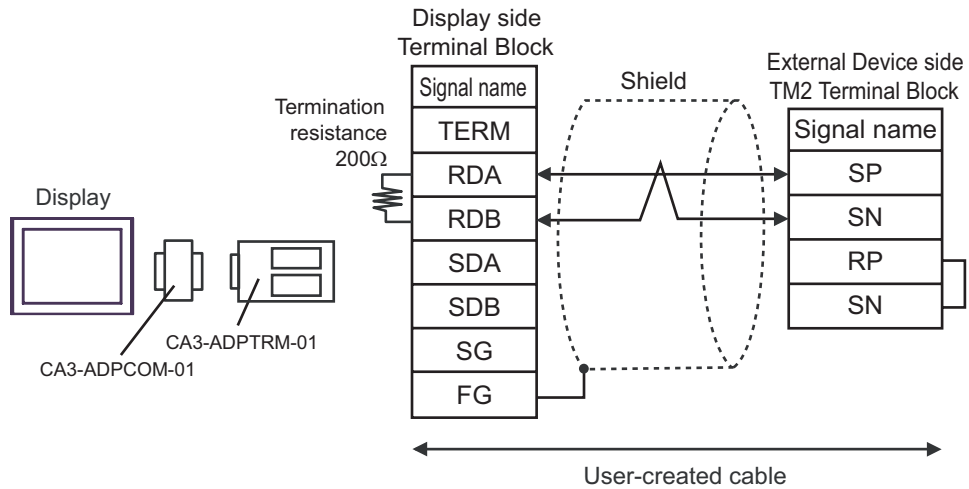 Display side
Terminal Block
Signal name
TERM
RDA
RDB
SDA
SDB
SG
FG
Termination
resistance
200Ω
Shield
External Device side
TM2 Terminal Block
Signal name
SP
SN
RP
SN
Display
CA3-ADPTRM-01
CA3-ADPCOM-01
User-created cable